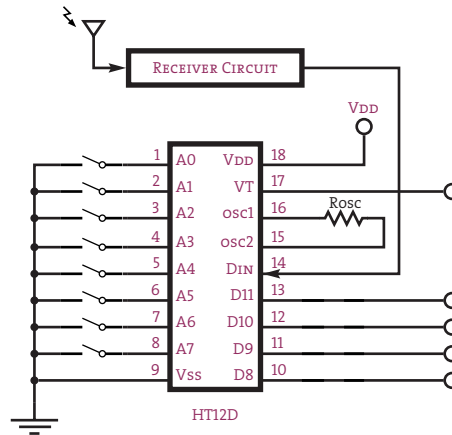 Receiver Circuit
VDD
1 A0 VDD 18
2 A1 VT 17
3 A2 osc1 16 Rosc
4 A3 osc2 15
5 A4 DIN 14
6 A5 D11 13
7 A6 D10 12
8 A7 D9 11
9 Vss D8 10
HT12D